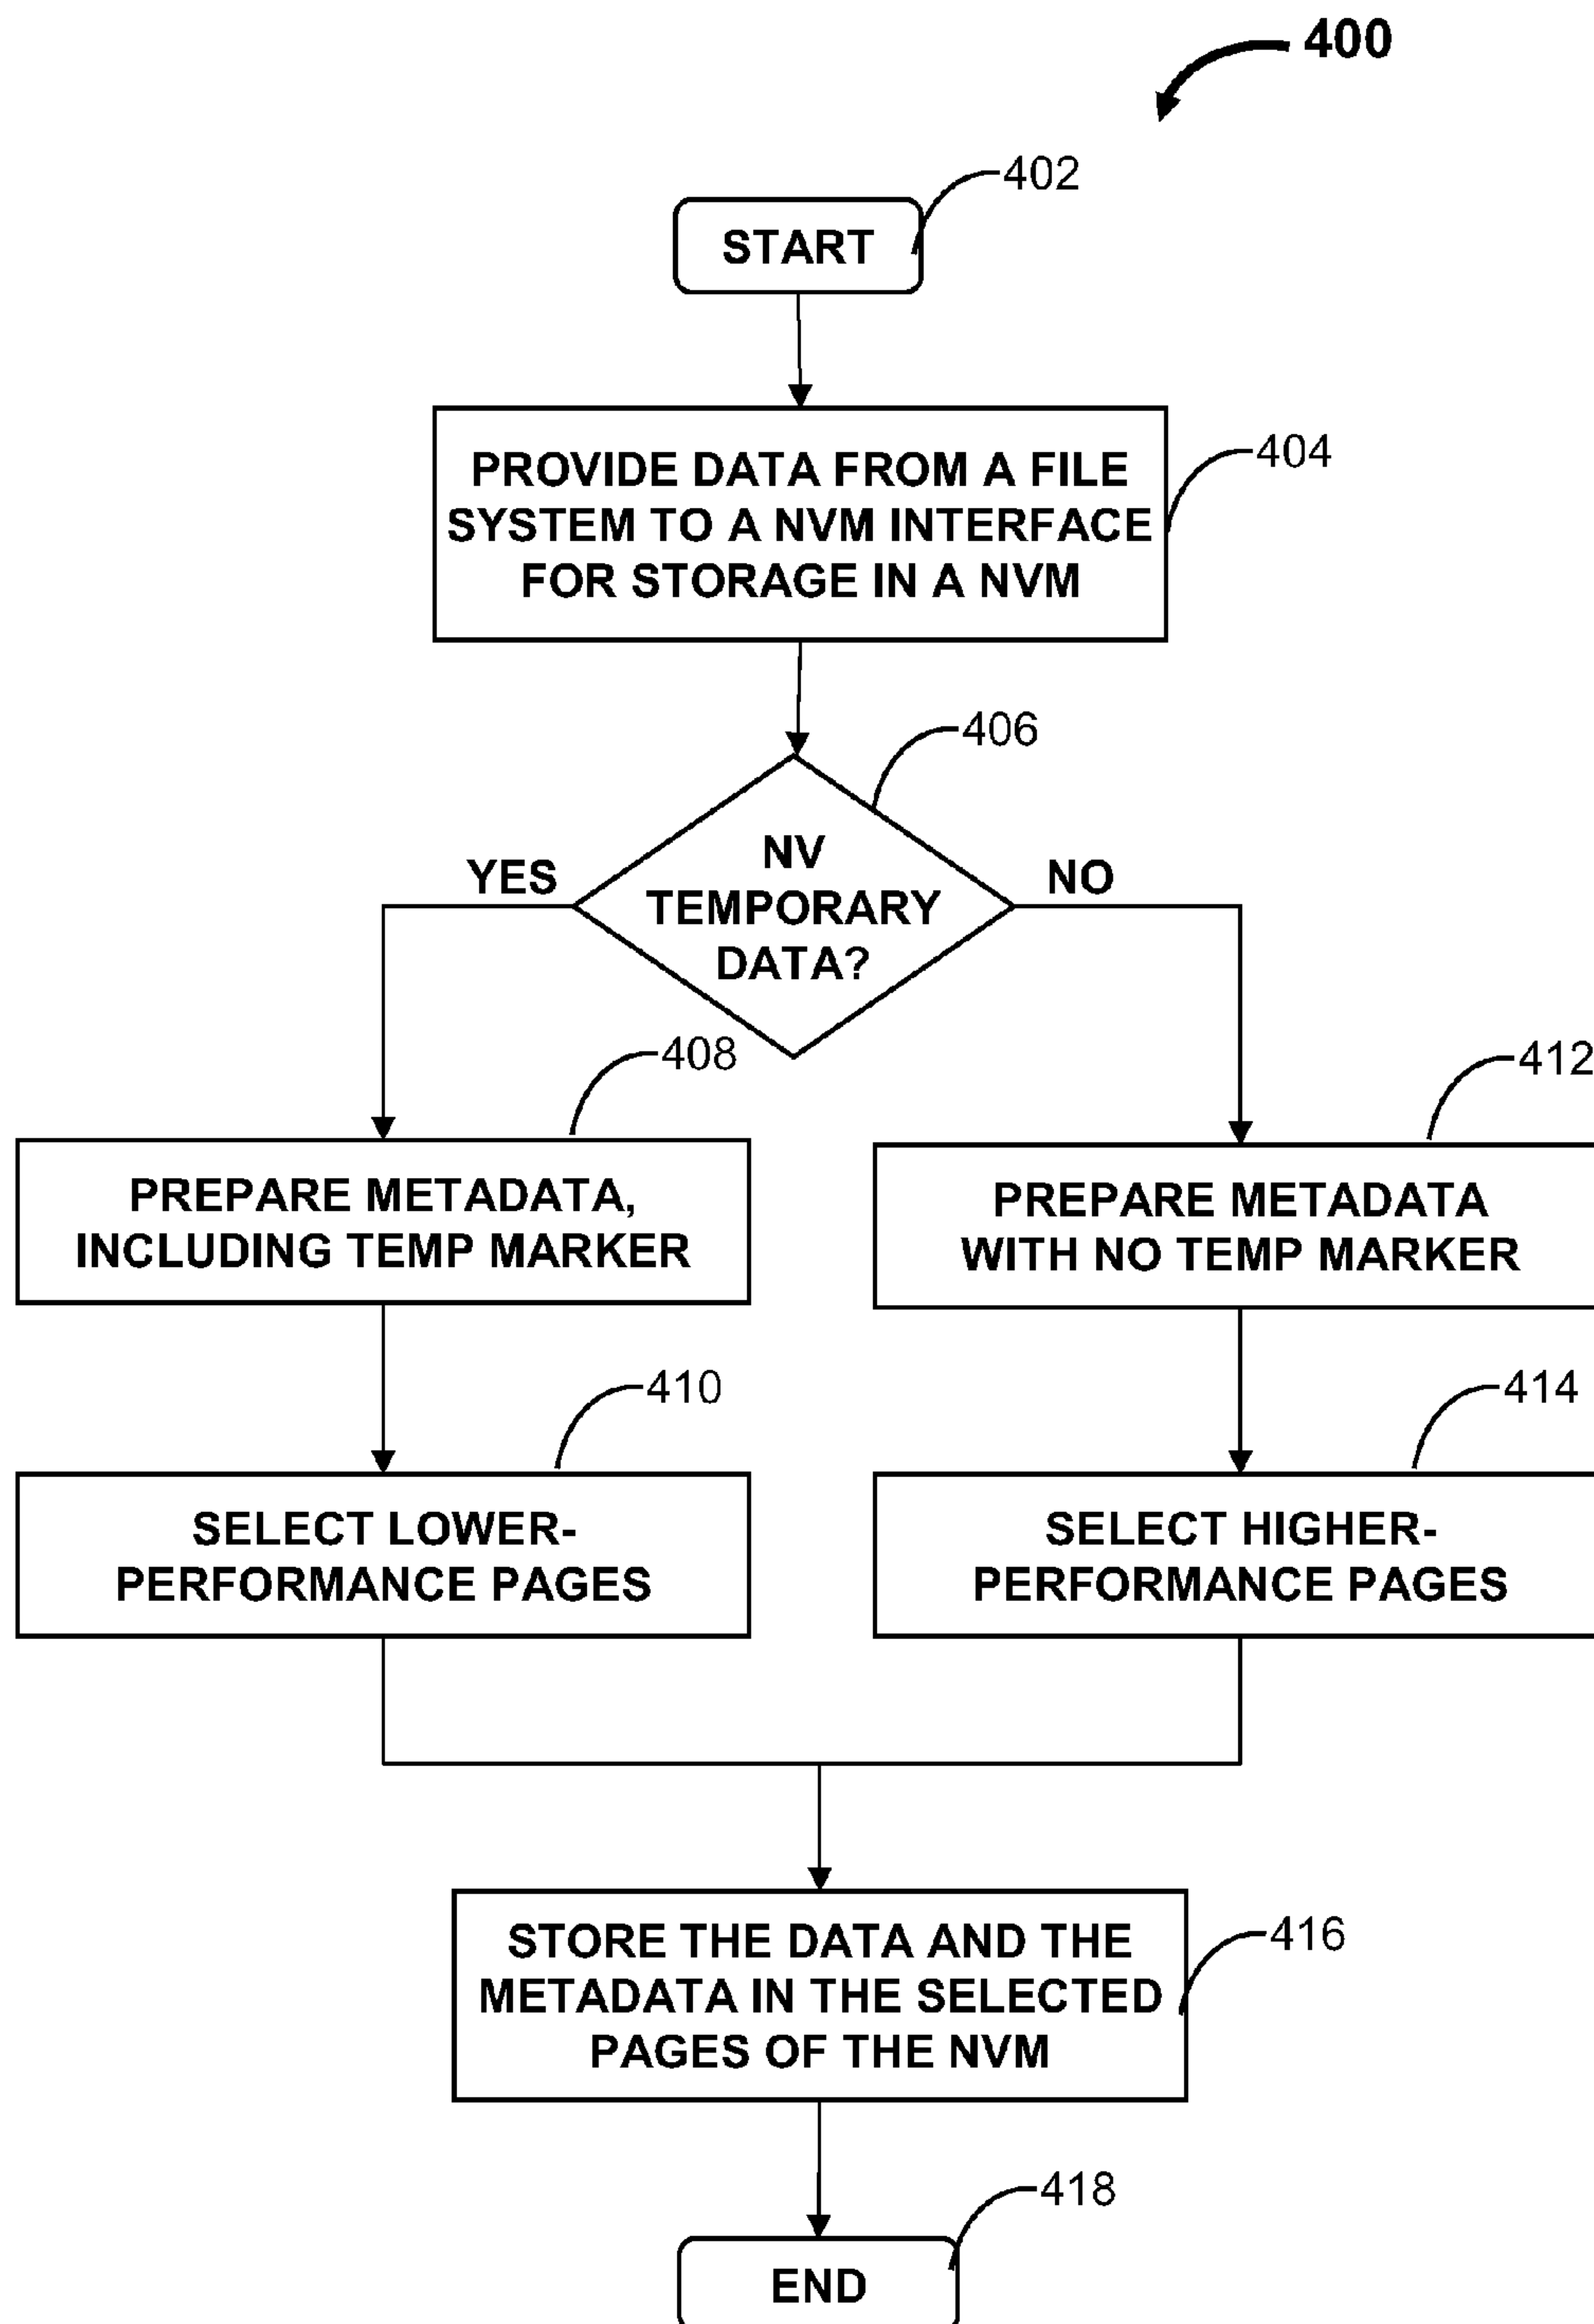 400
402
START
404
PROVIDE DATA FROM A FILE
SYSTEM TO A NVM INTERFACE
FOR STORAGE IN A NVM
406
NV
TEMPORARY
DATA?
YES
NO
408
412
PREPARE METADATA,
INCLUDING TEMP MARKER
PREPARE METADATA
WITH NO TEMP MARKER
410
414
SELECT LOWER-
PERFORMANCE PAGES
SELECT HIGHER-
PERFORMANCE PAGES
416
STORE THE DATA AND THE
METADATA IN THE SELECTED
PAGES OF THE NVM
418
END